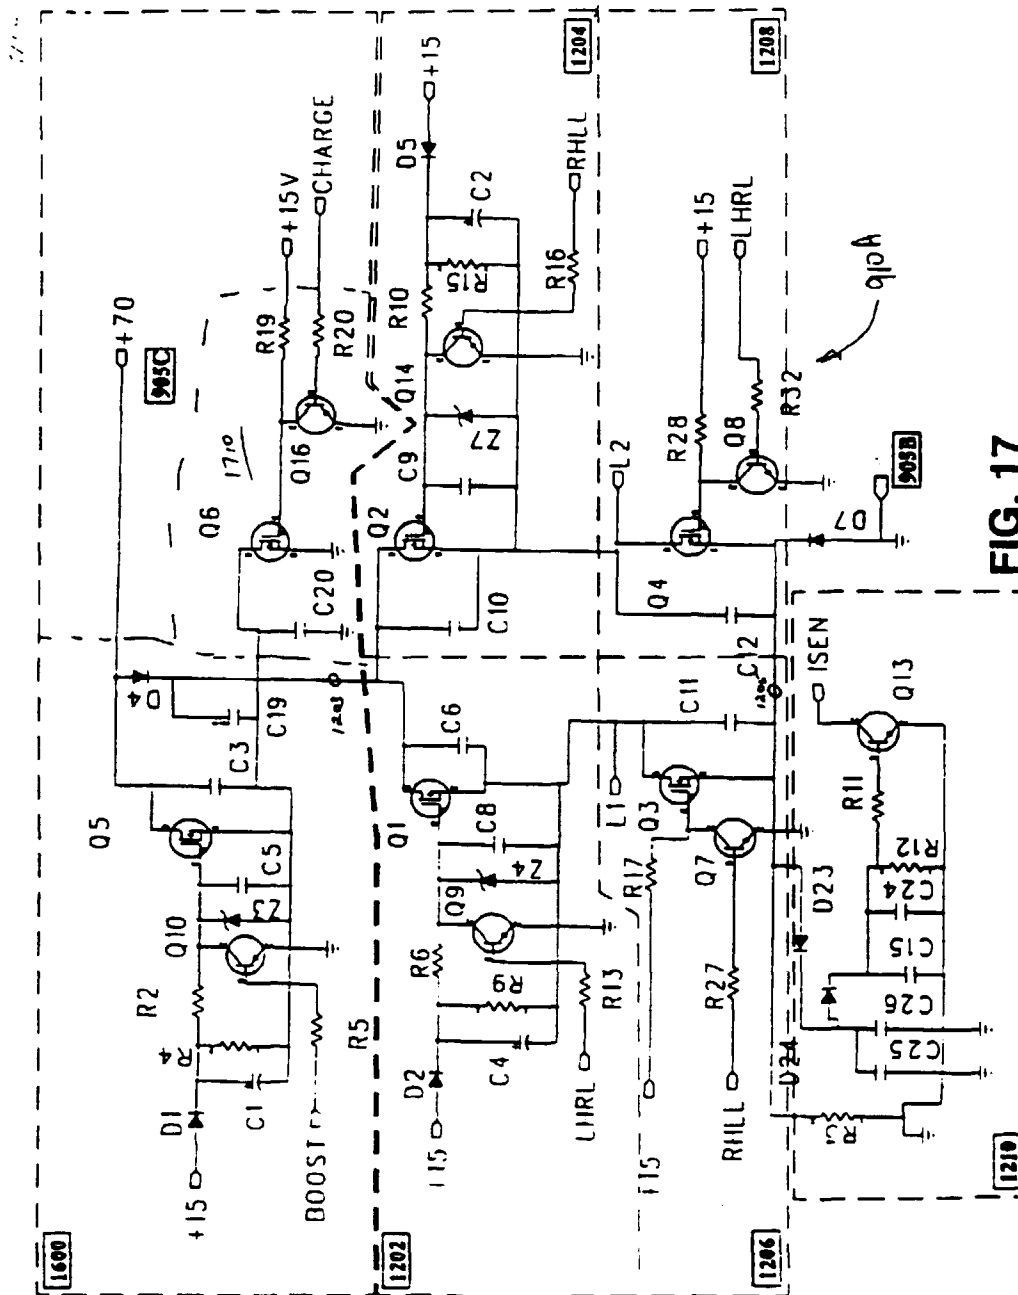 1600
1202
1206
1210
1204
1208
+15
D1
R4
C1
BOOST
R2
Q10
Z3
C5
Q5
R5
C3
C19
D4
+70
905C
1203
1710
Q6
C20
Q16
R19
+15V
R20
CHARGE
D2
C4
R9
R6
Q9
Z4
C8
Q1
C6
LHRL
R13
Q2
C10
C9
Z7
Q14
R10
R15
C2
D5
+15
R16
RHLL
R17
RHLL
R27
Q7
Q3
L1
C11
C12
1205
L2
Q4
R28
+15
Q8
R32
LHRL
D7
905B
910A
D23
D24
C25
C26
C15
C24
R12
R11
Q13
ISEN
FIG. 17